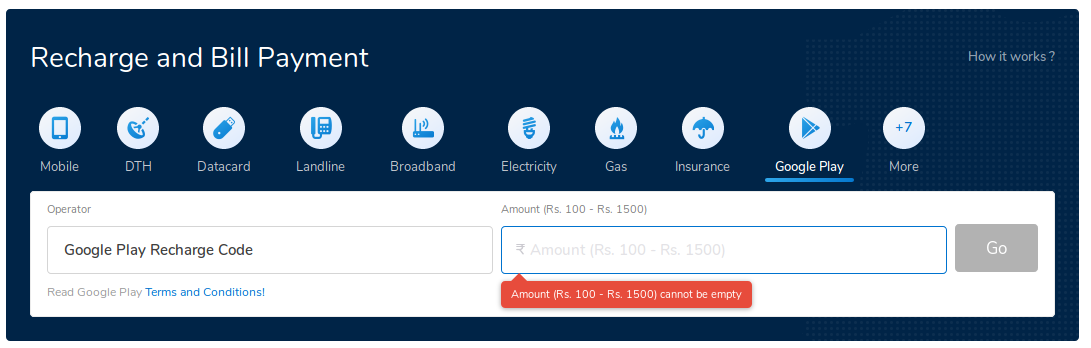 Recharge and Bill Payment
How it works ?
+7
Mobile DTH Datacard Landline Broadband Electricity Gas Insurance Google Play More
Operator Amount (Rs. 100 - Rs. 1500)
Google Play Recharge Code ₹ Amount (Rs. 100 - Rs. 1500) Go
Read Google Play Terms and Conditions! Amount (Rs. 100 - Rs. 1500) cannot be empty